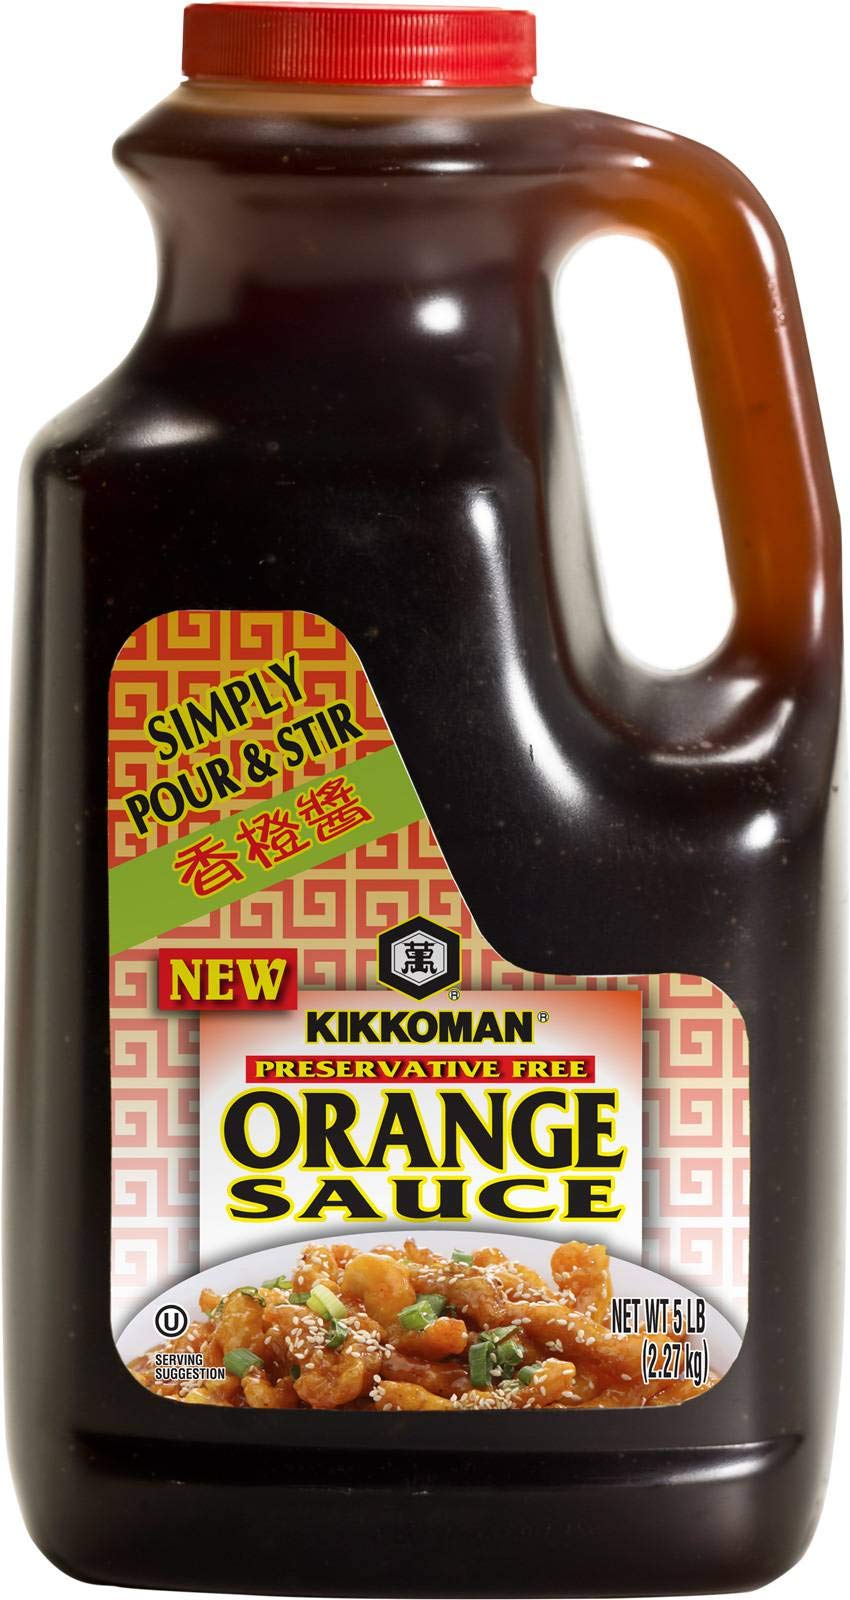 SIMPLY
POUR & STIR
香橙醬
NEW
萬
®
KIKKOMAN®
PRESERVATIVE FREE
ORANGE
SAUCE
U
SERVING
SUGGESTION
NET WT 5 LB
(2.27 kg)